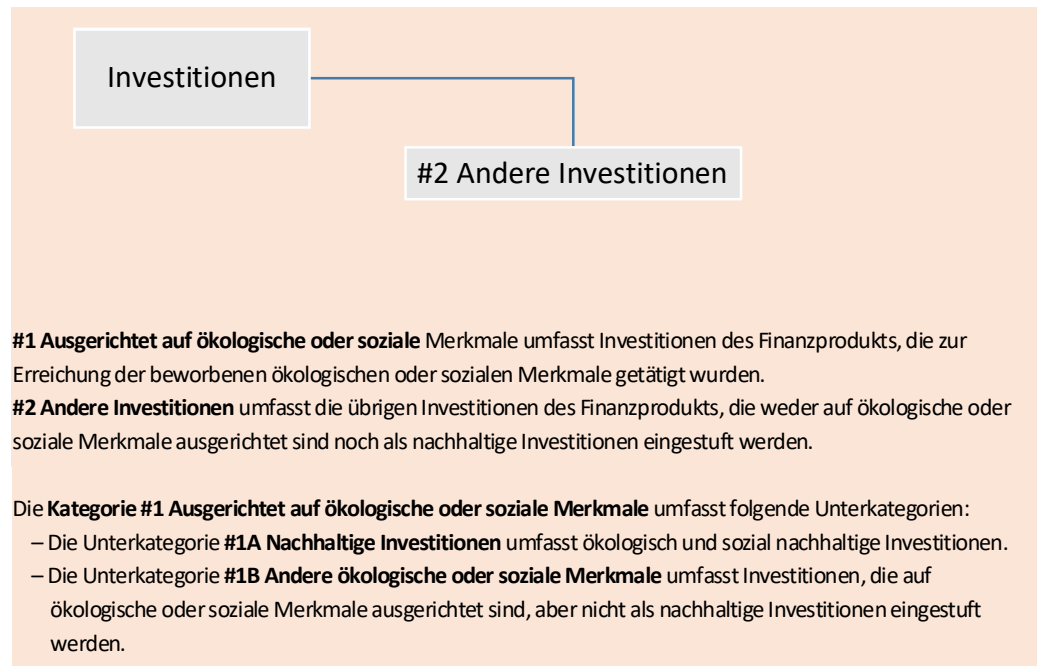 Investitionen
#2 Andere Investitionen
#1 Ausgerichtet auf ökologische oder soziale Merkmale umfasst Investitionen des Finanzprodukts, die zur
Erreichung der beworbenen ökologischen oder sozialen Merkmale getätigt wurden.
#2 Andere Investitionen umfasst die übrigen Investitionen des Finanzprodukts, die weder auf ökologische oder
soziale Merkmale ausgerichtet sind noch als nachhaltige Investitionen eingestuft werden.
Die Kategorie #1 Ausgerichtet auf ökologische oder soziale Merkmale umfasst folgende Unterkategorien:
– Die Unterkategorie #1A Nachhaltige Investitionen umfasst ökologisch und sozial nachhaltige Investitionen.
– Die Unterkategorie #1B Andere ökologische oder soziale Merkmale umfasst Investitionen, die auf
ökologische oder soziale Merkmale ausgerichtet sind, aber nicht als nachhaltige Investitionen eingestuft
werden.